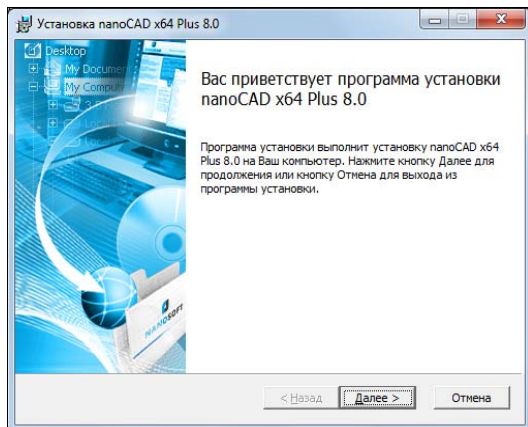 Установка nanoCAD x64 Plus 8.0
Desktop
My Docume
My Compu
Вас приветствует программа установки
nanoCAD x64 Plus 8.0
Программа установки выполнит установку nanoCAD x64
Plus 8.0 на Ваш компьютер. Нажмите кнопку Далее для
продолжения или кнопку Отмена для выхода из
программы установки.
NANOSOFT
< Назад
Далее >
Отмена